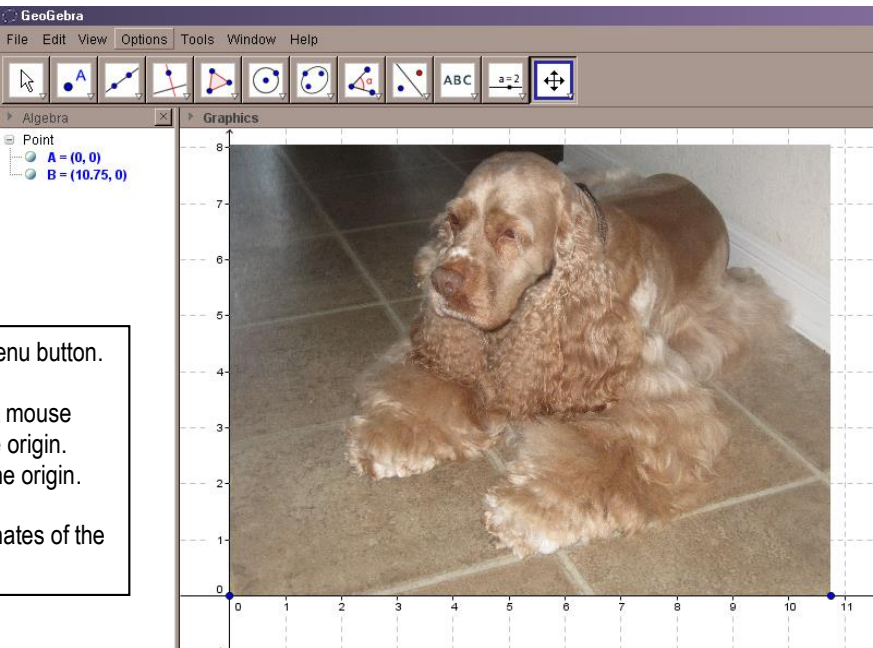 GeoGebra
File Edit View Options Tools Window Help
A
α
ABC
a=2
Algebra
Graphics
Point
A = (0, 0)
B = (10.75, 0)
8
7
6
5
4
3
2
1
0
0 1 2 3 4 5 6 7 8 9 10 11
enu button.
mouse
origin.
ne origin.
nates of the